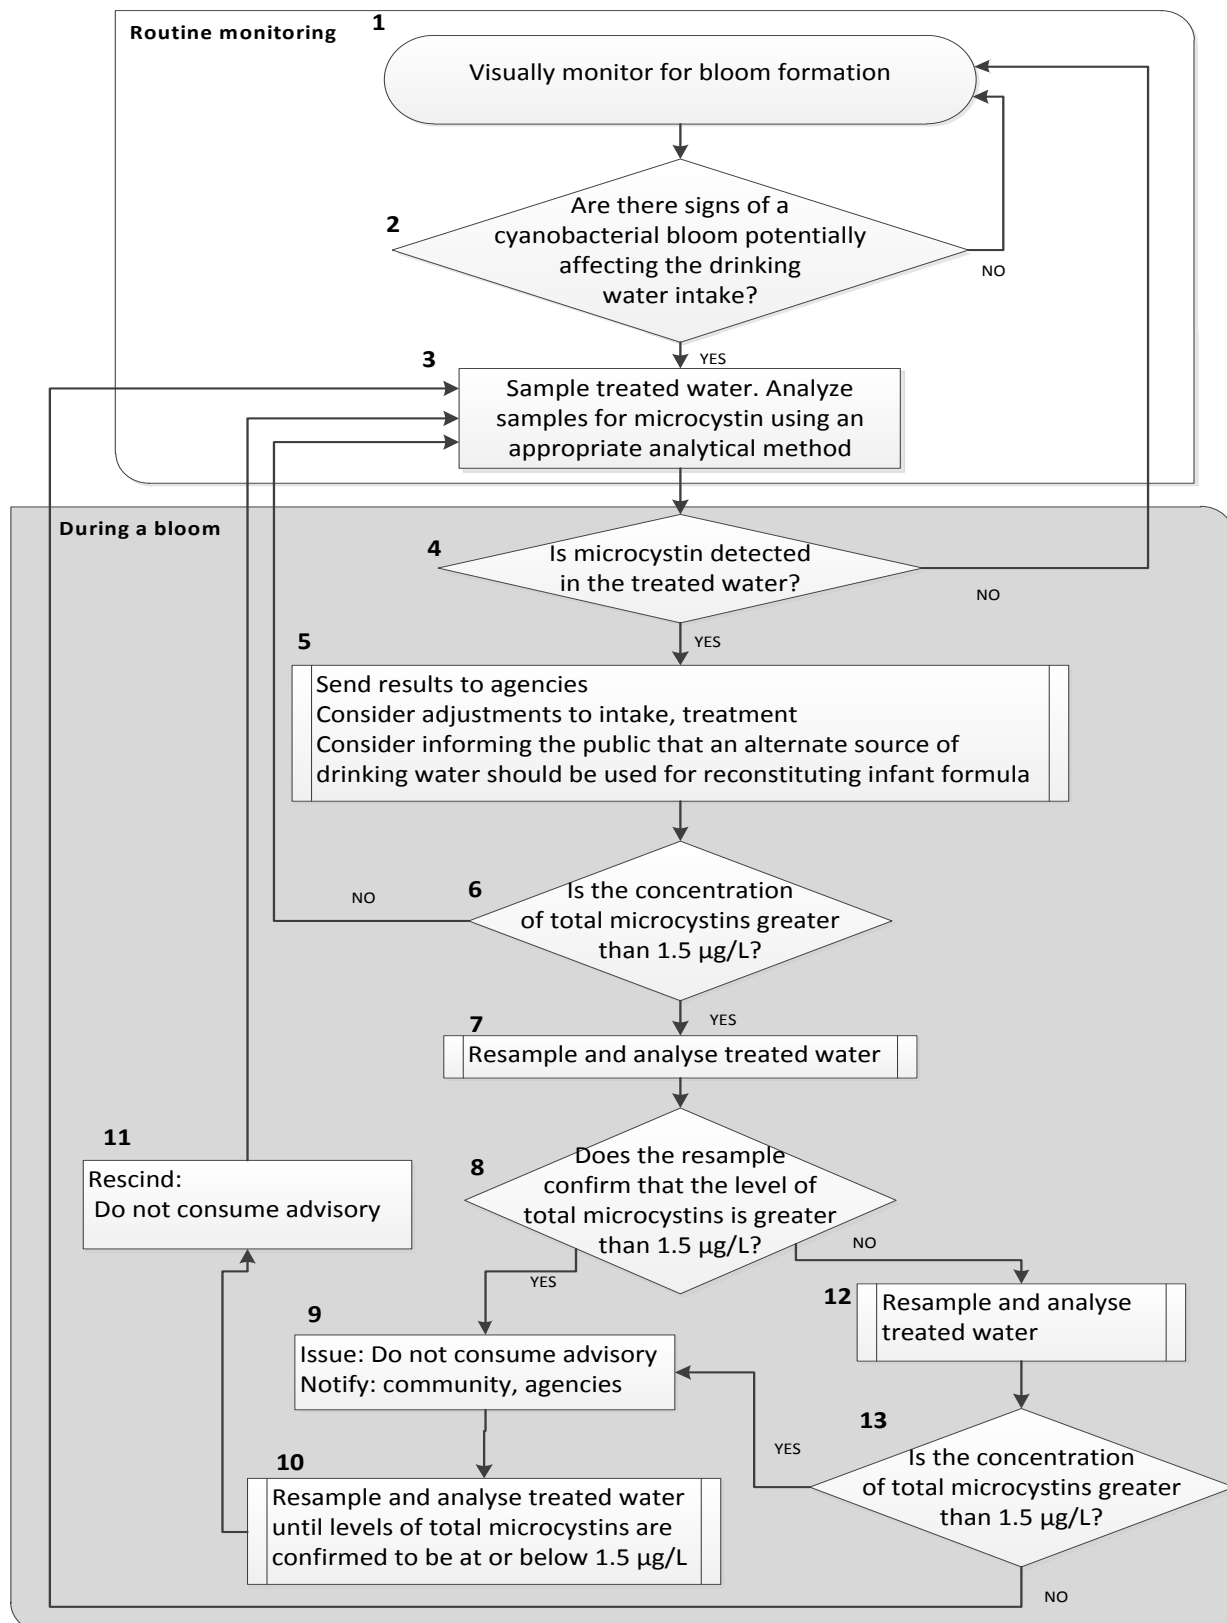 Routine monitoring
1
Visually monitor for bloom formation
2
Are there signs of a
cyanobacterial bloom potentially
affecting the drinking
water intake?
NO
YES
3
Sample treated water. Analyze
samples for microcystin using an
appropriate analytical method
During a bloom
4
Is microcystin detected
in the treated water?
NO
YES
5
Send results to agencies
Consider adjustments to intake, treatment
Consider informing the public that an alternate source of
drinking water should be used for reconstituting infant formula
6
Is the concentration
of total microcystins greater
than 1.5 µg/L?
NO
YES
7
Resample and analyse treated water
8
Does the resample
confirm that the level of
total microcystins is greater
than 1.5 µg/L?
YES
NO
9
Issue: Do not consume advisory
Notify: community, agencies
10
Resample and analyse treated water
until levels of total microcystins are
confirmed to be at or below 1.5 µg/L
11
Rescind:
Do not consume advisory
12
Resample and analyse
treated water
13
Is the concentration
of total microcystins greater
than 1.5 µg/L?
YES
NO